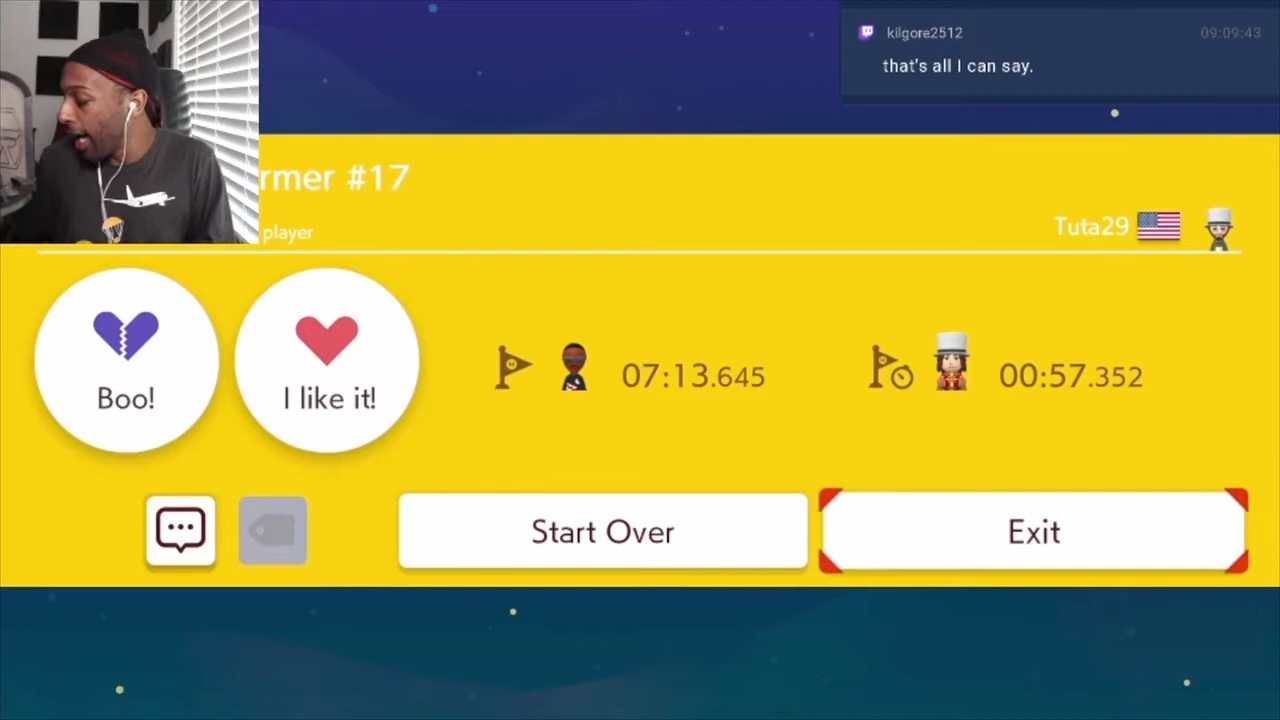 kilgore2512 09:09:43
that's all I can say.
rmer #17
player
Tuta29
Boo!
I like it!
07:13.645
00:57.352
Start Over
Exit